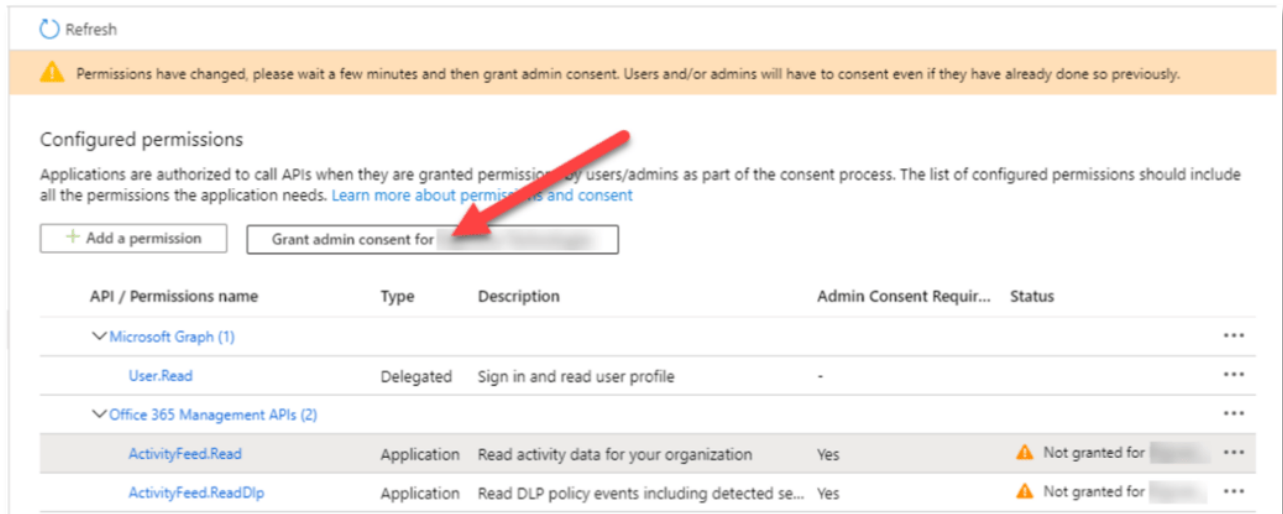 Refresh
Permissions have changed, please wait a few minutes and then grant admin consent. Users and/or admins will have to consent even if they have already done so previously.
Configured permissions
Applications are authorized to call APIs when they are granted permissions by users/admins as part of the consent process. The list of configured permissions should include
all the permissions the application needs. Learn more about permissions and consent
+ Add a permission Grant admin consent for
API / Permissions name Type Description Admin Consent Requir... Status
Microsoft Graph (1) ...
User.Read Delegated Sign in and read user profile - ...
Office 365 Management APIs (2) ...
ActivityFeed.Read Application Read activity data for your organization Yes Not granted for ...
ActivityFeed.ReadDlp Application Read DLP policy events including detected se... Yes Not granted for ...